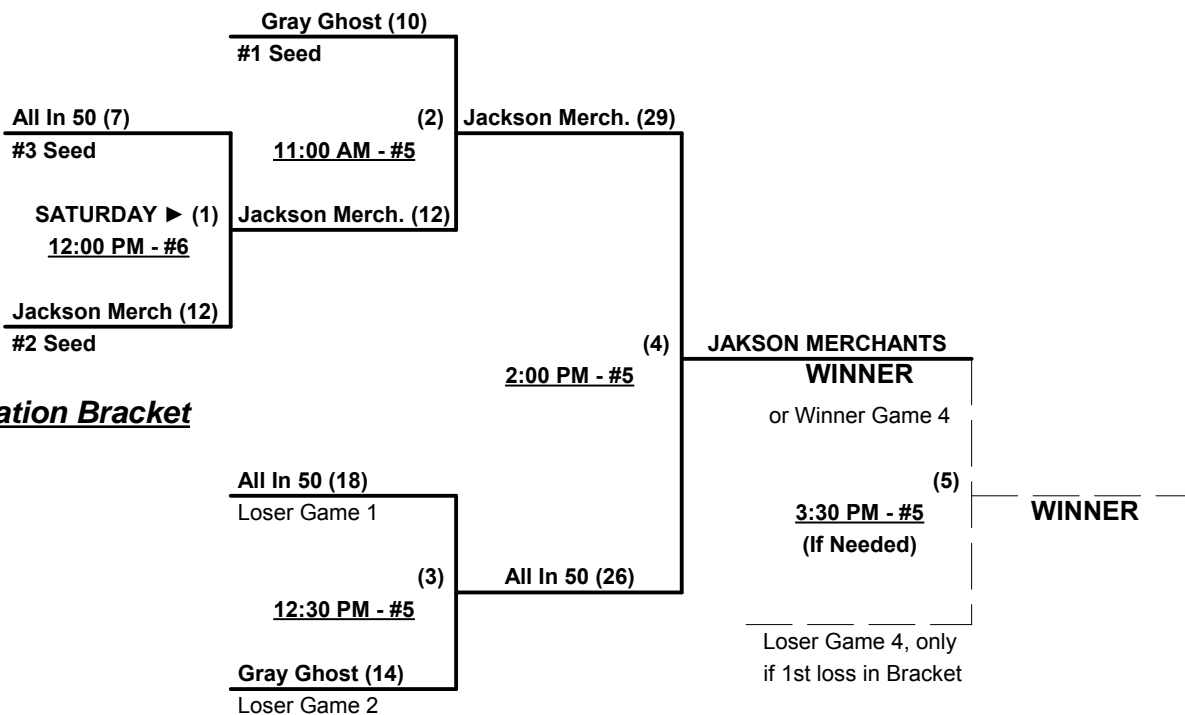 Gray Ghost (10)
#1 Seed
All In 50 (7)
#3 Seed
(2)
11:00 AM - #5
Jackson Merch. (29)
SATURDAY ► (1)
12:00 PM - #6
Jackson Merch. (12)
Jackson Merch (12)
#2 Seed
(4)
2:00 PM - #5
JAKSON MERCHANTS
WINNER
or Winner Game 4
ation Bracket
All In 50 (18)
Loser Game 1
(5)
3:30 PM - #5
(If Needed)
WINNER
(3)
12:30 PM - #5
All In 50 (26)
Loser Game 4, only
if 1st loss in Bracket
Gray Ghost (14)
Loser Game 2